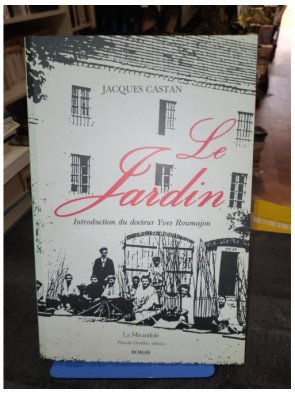 JACQUES CASTAN
Le
Jardin
Introduction du docteur Yves Roumajon
La Mirandole
ROMAN